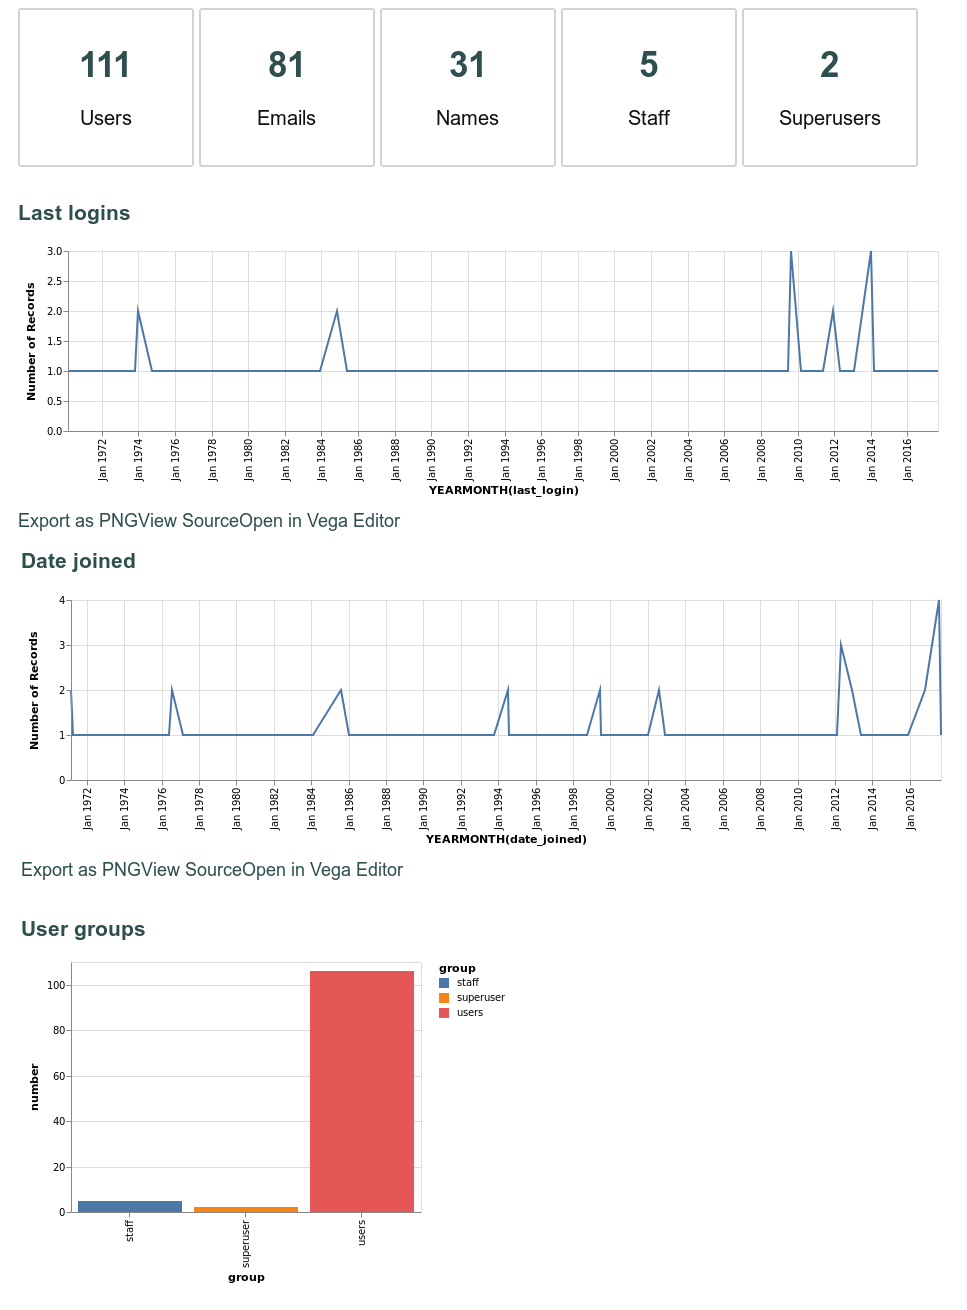 111 81 31 5 2
Users Emails Names Staff Superusers
Last logins
3.0
2.5
2.0
1.5
1.0
0.5
0.0
Number of Records
Jan 1972 Jan 1974 Jan 1976 Jan 1978 Jan 1980 Jan 1982 Jan 1984 Jan 1986 Jan 1988 Jan 1990 Jan 1992 Jan 1994 Jan 1996 Jan 1998 Jan 2000 Jan 2002 Jan 2004 Jan 2006 Jan 2008 Jan 2010 Jan 2012 Jan 2014 Jan 2016
YEARMONTH(last_login)
Export as PNGView SourceOpen in Vega Editor
Date joined
4
3
2
1
0
Number of Records
Jan 1972 Jan 1974 Jan 1976 Jan 1978 Jan 1980 Jan 1982 Jan 1984 Jan 1986 Jan 1988 Jan 1990 Jan 1992 Jan 1994 Jan 1996 Jan 1998 Jan 2000 Jan 2002 Jan 2004 Jan 2006 Jan 2008 Jan 2010 Jan 2012 Jan 2014 Jan 2016
YEARMONTH(date_joined)
Export as PNGView SourceOpen in Vega Editor
User groups
100
80
60
40
20
0
number
staff superuser users
group
group
staff
superuser
users